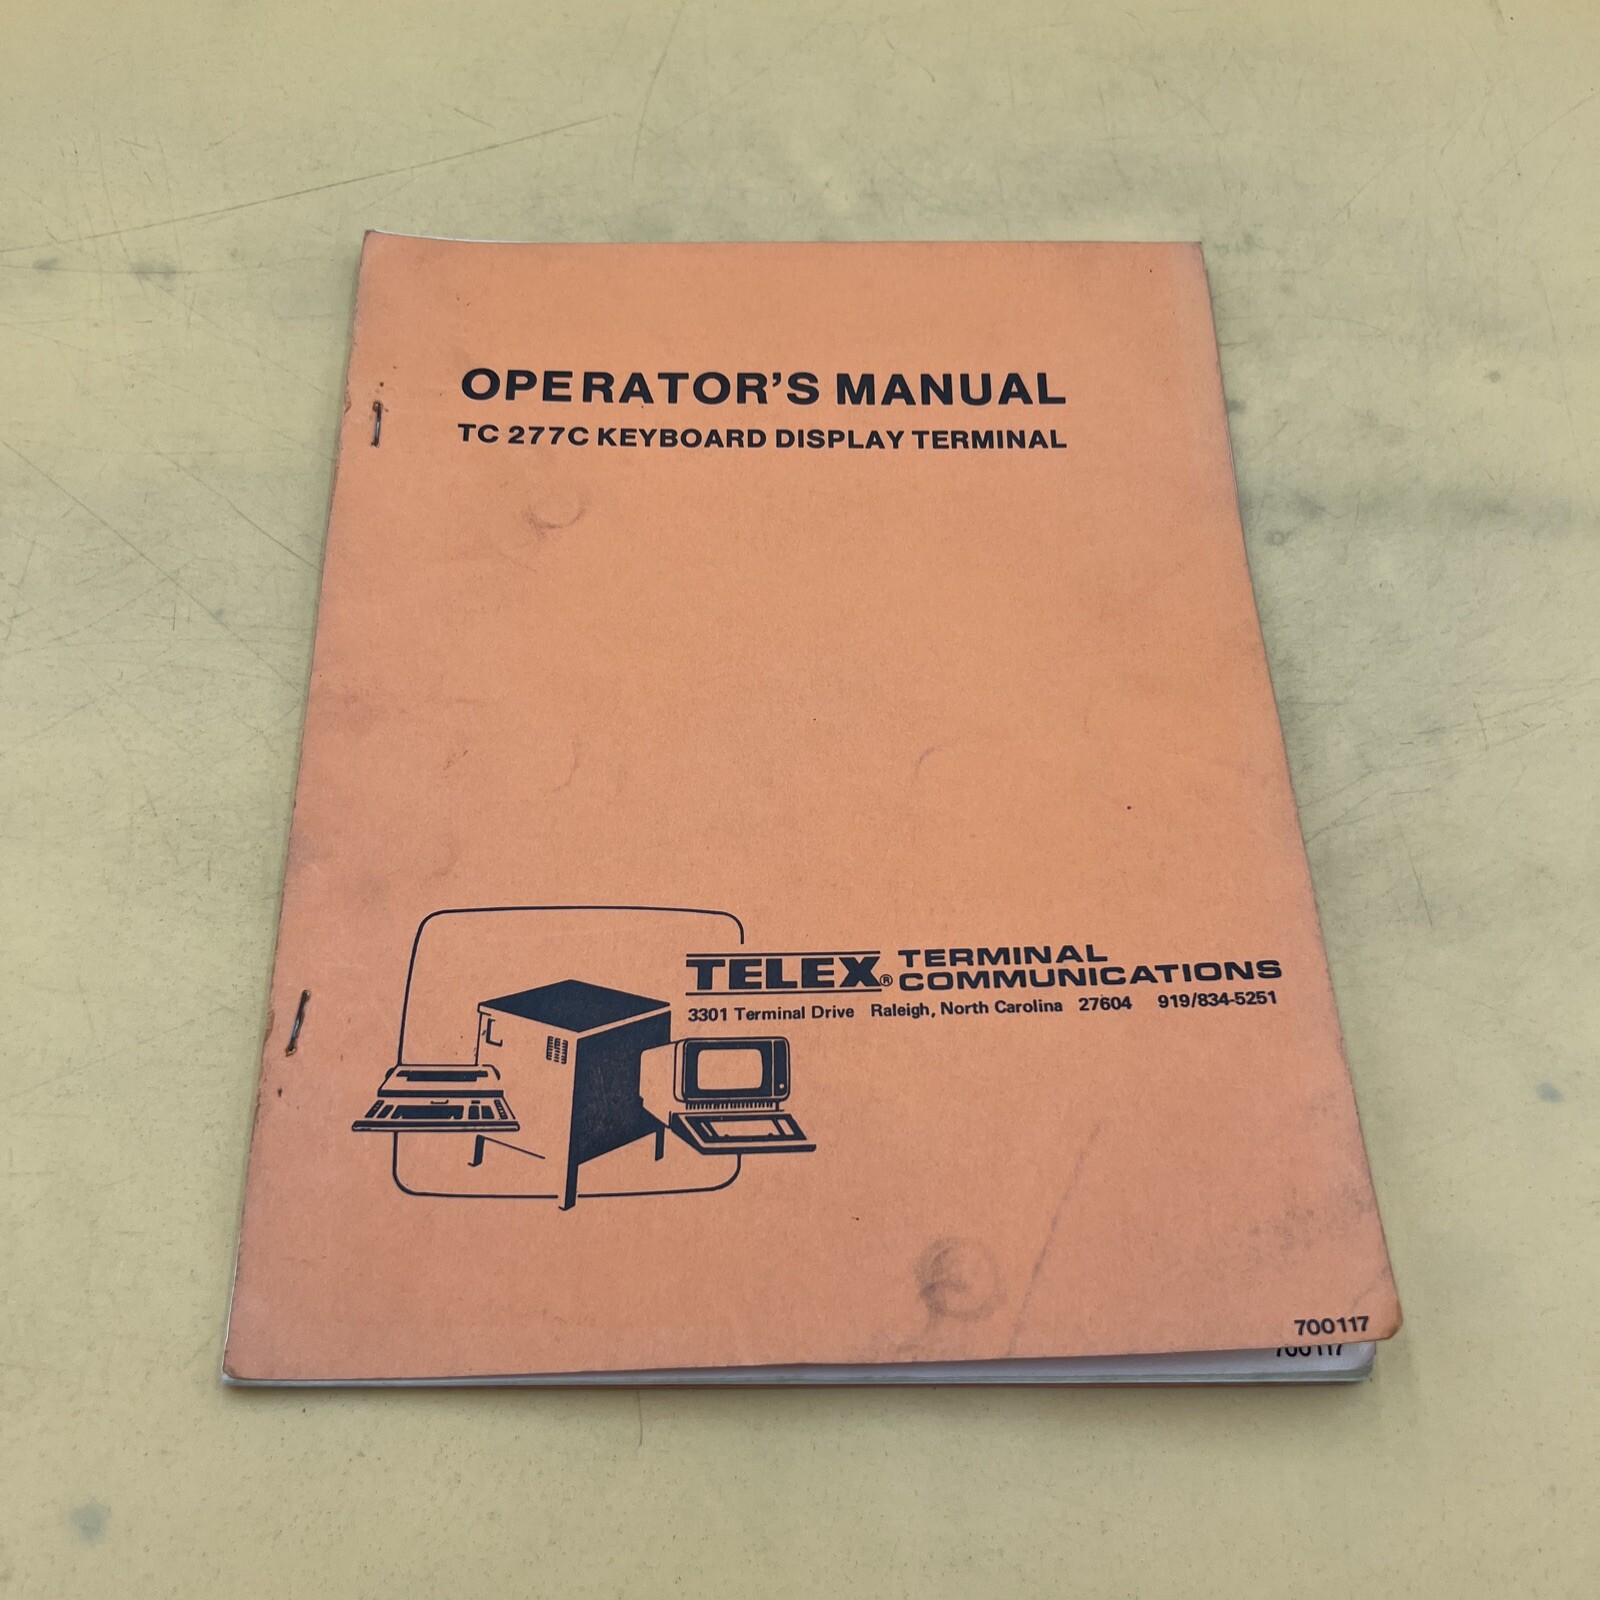 OPERATOR'S MANUAL
TC 277C KEYBOARD DISPLAY TERMINAL
TELEX® TERMINAL
COMMUNICATIONS
3301 Terminal Drive Raleigh, North Carolina 27604 919/834-5251
700117
700117